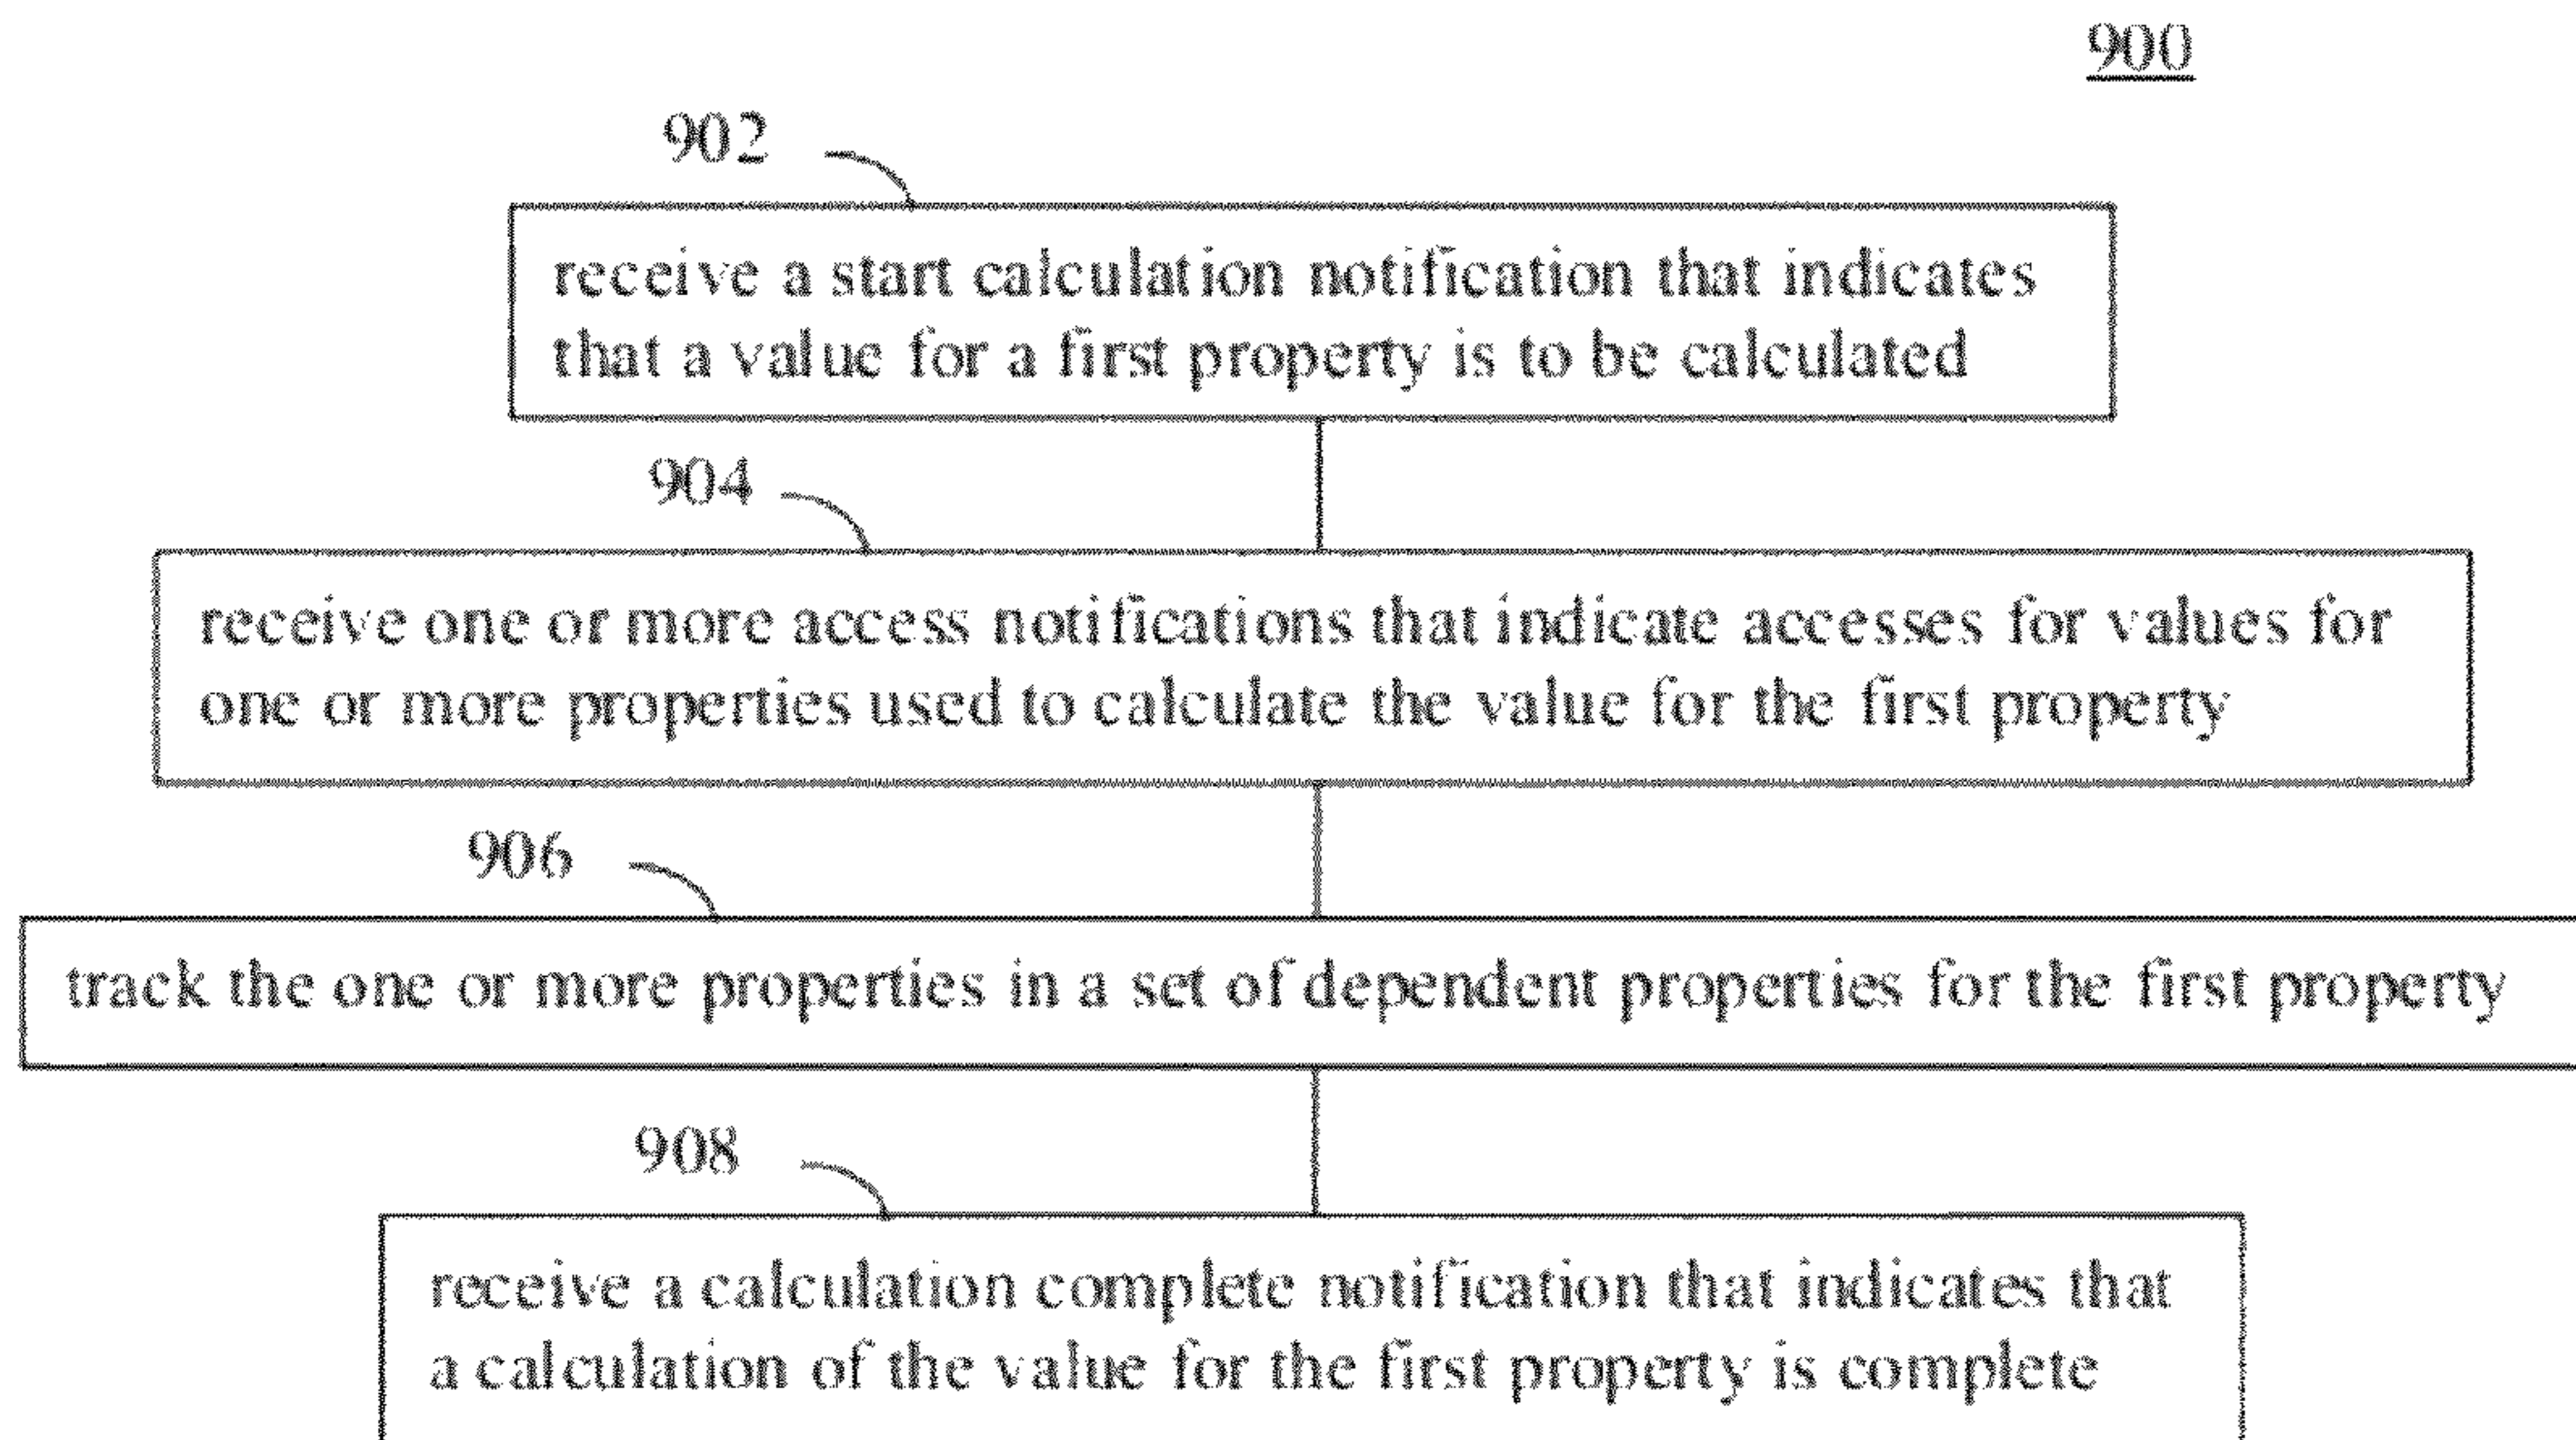 900
902
receive a start calculation notification that indicates
that a value for a first property is to be calculated
904
receive one or more access notifications that indicate accesses for values for
one or more properties used to calculate the value for the first property
906
track the one or more properties in a set of dependent properties for the first property
908
receive a calculation complete notification that indicates that
a calculation of the value for the first property is complete